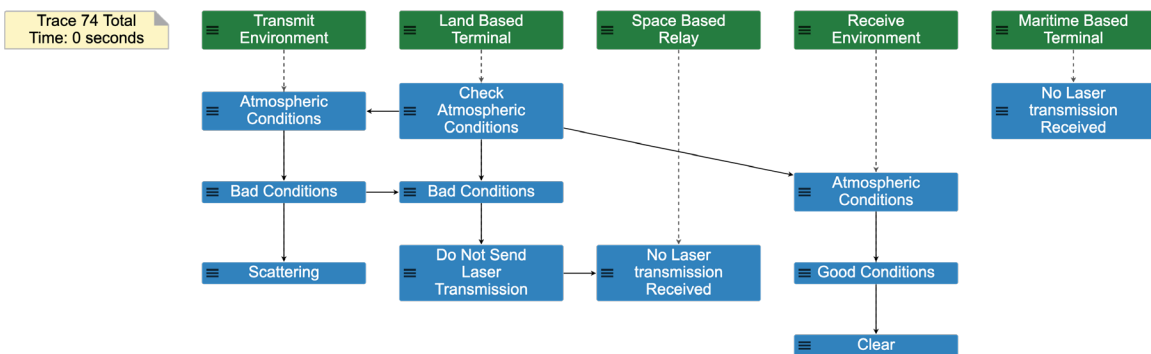 Trace 74 Total
Time: 0 seconds
Transmit
Environment
Land Based
Terminal
Space Based
Relay
Receive
Environment
Maritime Based
Terminal
Atmospheric
Conditions
Check
Atmospheric
Conditions
No Laser
transmission
Received
Bad Conditions
Bad Conditions
Atmospheric
Conditions
Scattering
Do Not Send
Laser
Transmission
No Laser
transmission
Received
Good Conditions
Clear